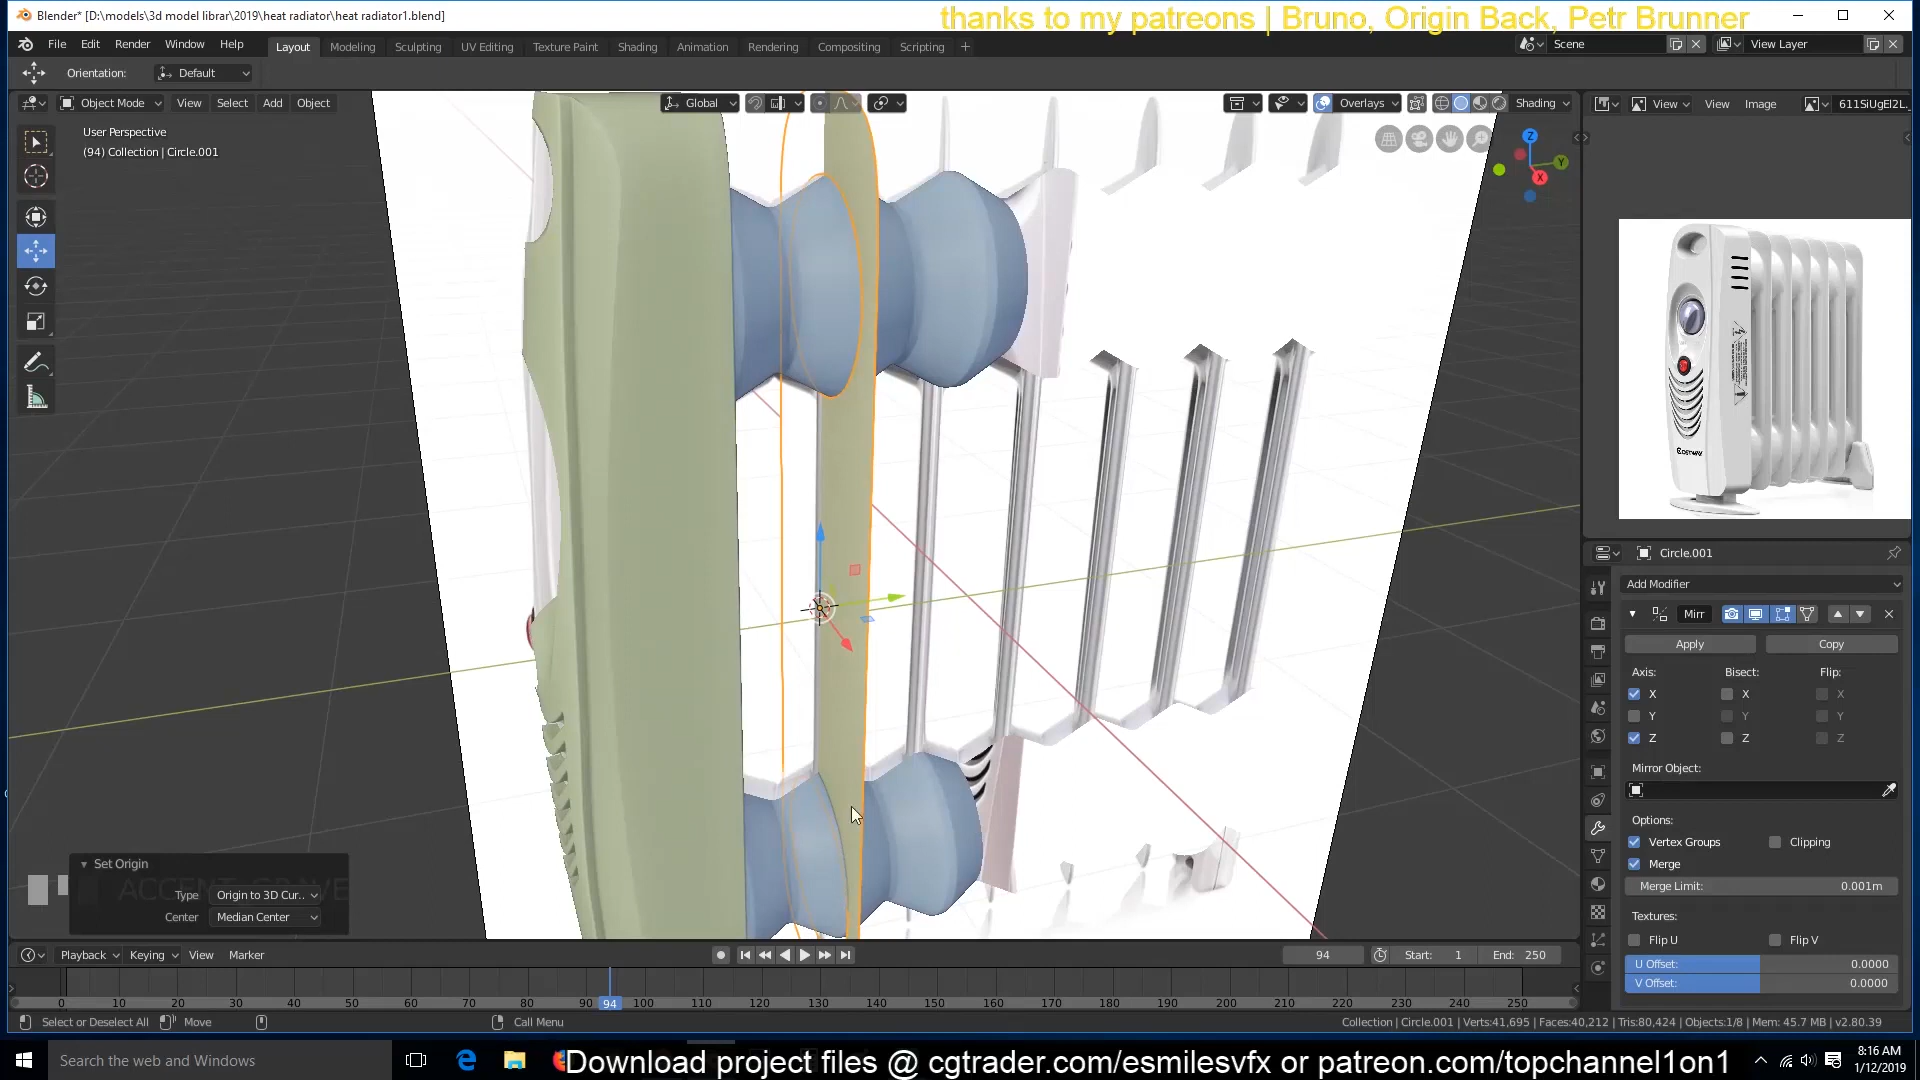 Blender* [D:\models\3d model librar\2019\heat radiator\heat radiator1.blend]
thanks to my patreons | Bruno, Origin Back, Petr Brunner
File Edit Render Window Help
Layout Modeling Sculpting UV Editing Texture Paint Shading Animation Rendering Compositing Scripting +
Scene View Layer
Orientation: Default
Object Mode View Select Add Object
Global
Overlays Shading
View View Image 611SiUgEl2L.
User Perspective
(94) Collection | Circle.001
Z
Y
X
COSTWAY
Circle.001
Add Modifier
Mirr
Apply Copy
Axis: Bisect: Flip:
X X X
Y Y Y
Z Z Z
Mirror Object:
Options:
Vertex Groups Clipping
Merge
Merge Limit: 0.001m
Textures:
Flip U Flip V
U Offset: 0.0000
V Offset: 0.0000
Set Origin
Type Origin to 3D Cur..
Center Median Center
ACCENT GRAVE
Playback Keying View Marker
94 Start: 1 End: 250
0 10 20 30 40 50 60 70 80 90 94 100 110 120 130 140 150 160 170 180 190 200 210 220 230 240 250
Select or Deselect All Move Call Menu
Collection | Circle.001 | Verts:41,695 | Faces:40,212 | Tris:80,424 | Objects:1/8 | Mem: 45.7 MB | v2.80.39
Search the web and Windows
Download project files @ cgtrader.com/esmilesvfx or patreon.com/topchannel1on1
8:16 AM
1/12/2019